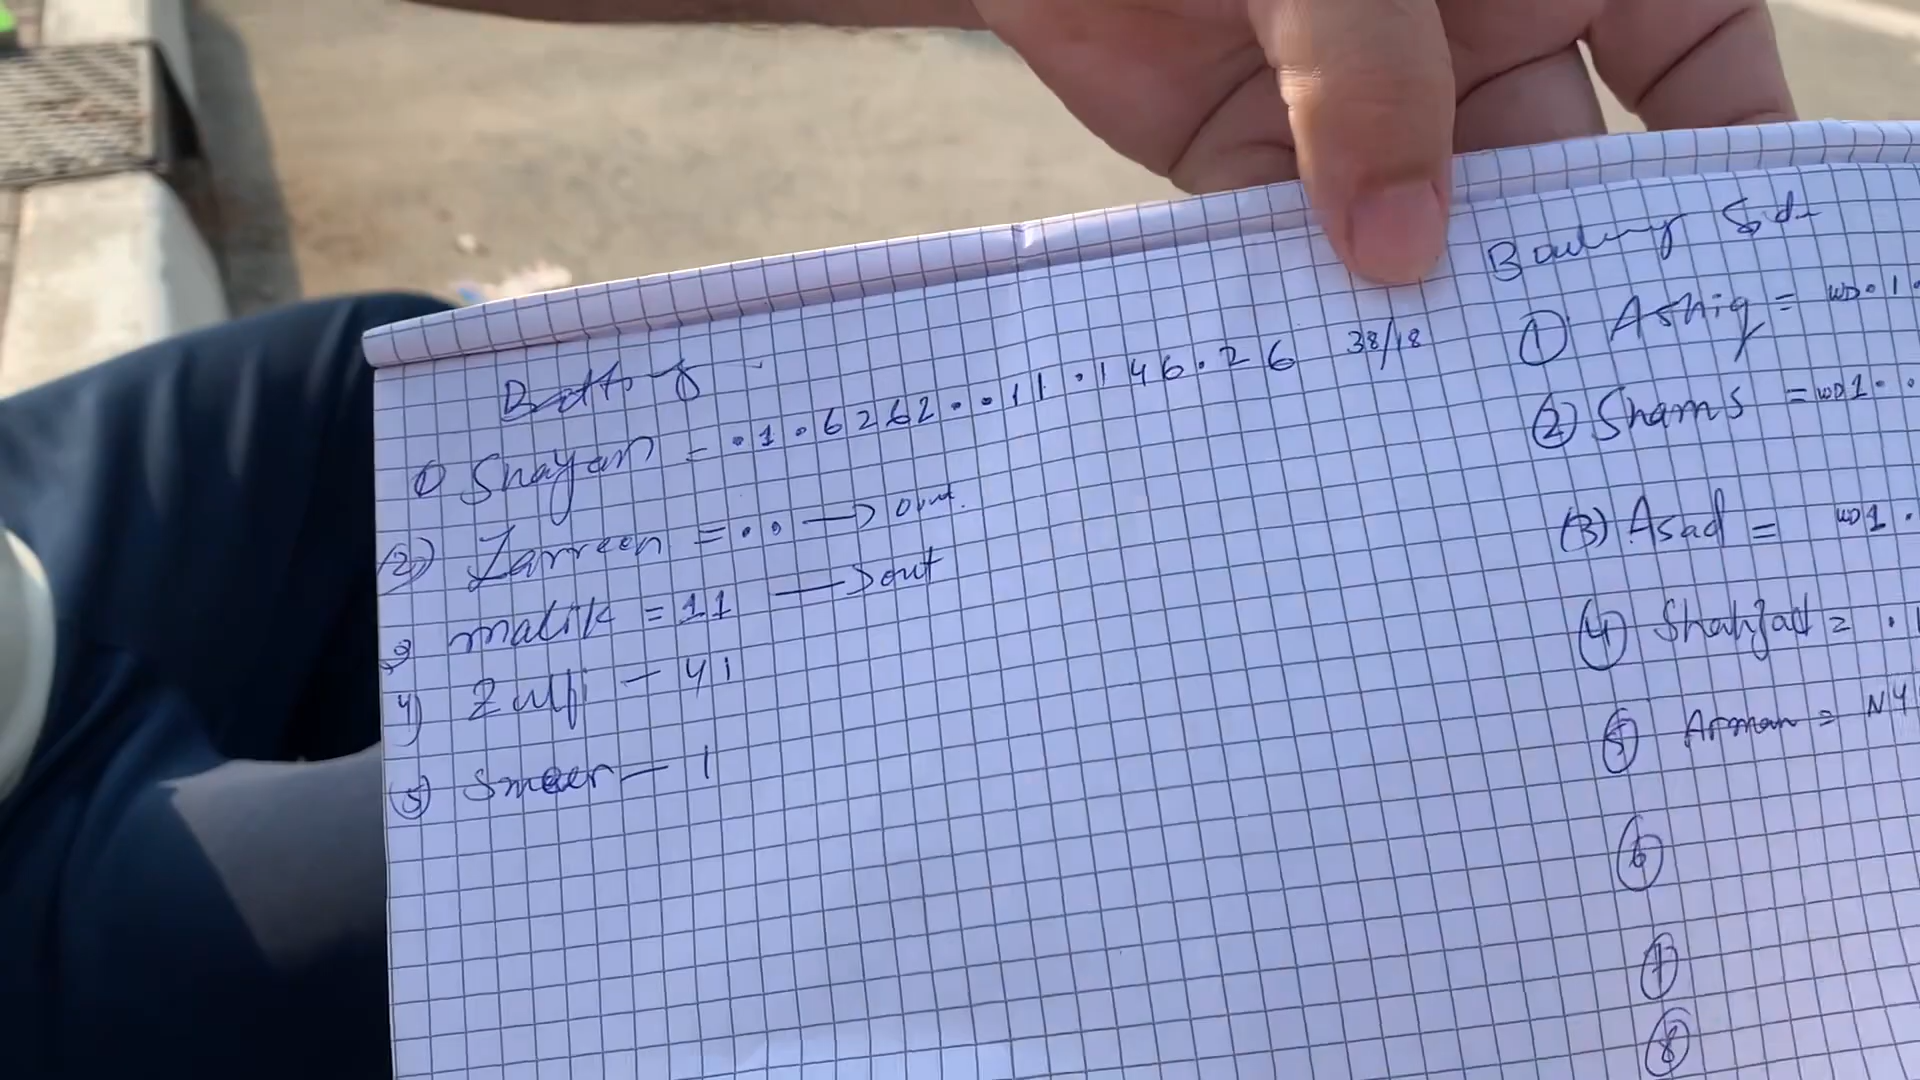 Batting
① Shayan = .1.6262..11.146.26 38/18
(2) Zarreen = .. → out.
3 malik = 11 → out
4) Zulfi - 41
(5) Smeer - 1
Bowling Sid
① Ashiq = WD.1.
② Shams = WD1..
(3) Asad = WD1.
④ Shahzad = .1
⑤ Arman = N4
⑥
⑦
⑧